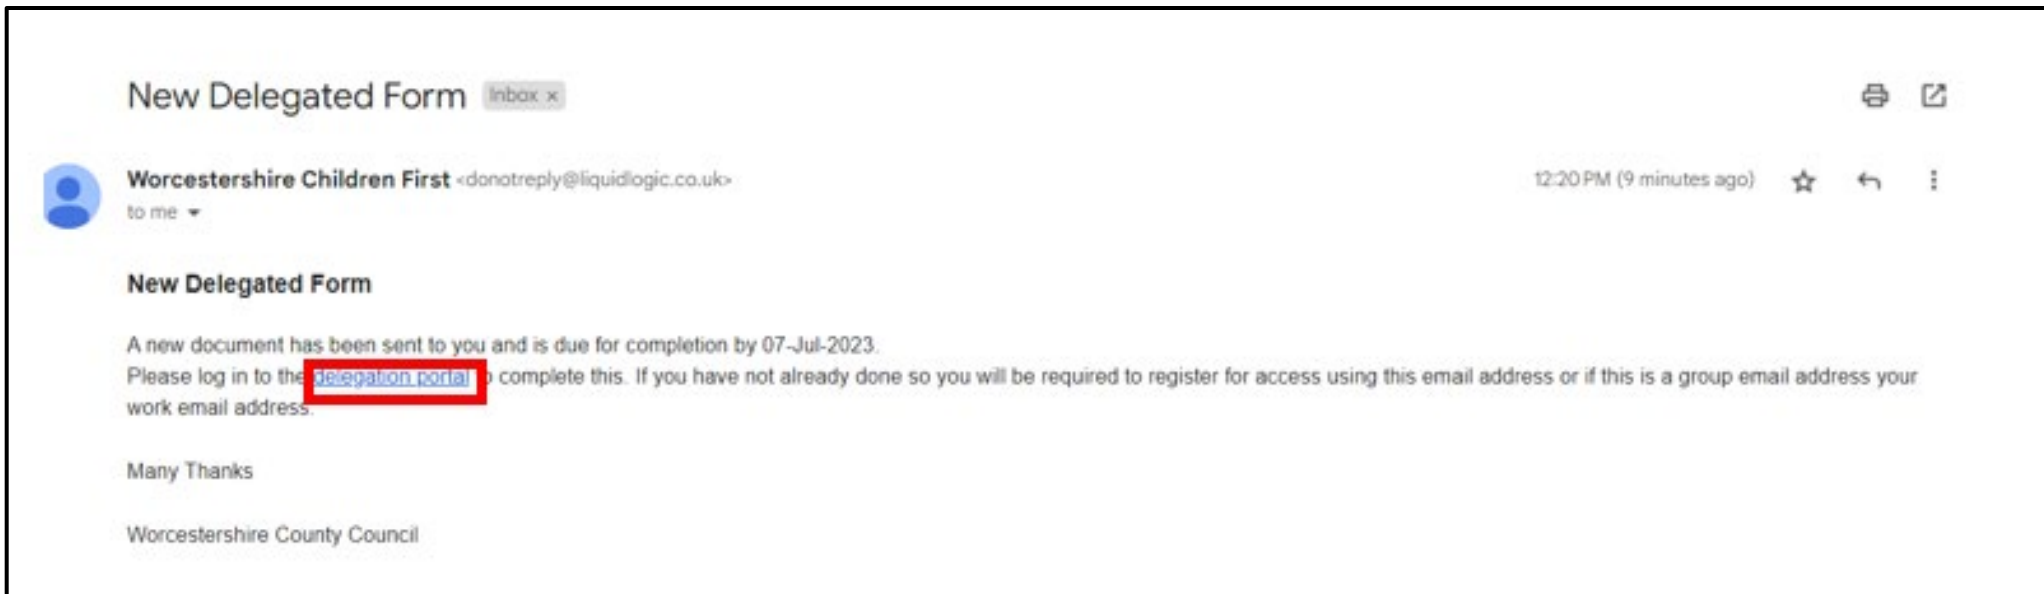 New Delegated Form Inbox x
Worcestershire Children First <donotreply@liquidlogic.co.uk> 12:20 PM (9 minutes ago)
to me
New Delegated Form
A new document has been sent to you and is due for completion by 07-Jul-2023.
Please log in to the delegation portal complete this. If you have not already done so you will be required to register for access using this email address or if this is a group email address your
work email address.
Many Thanks
Worcestershire County Council